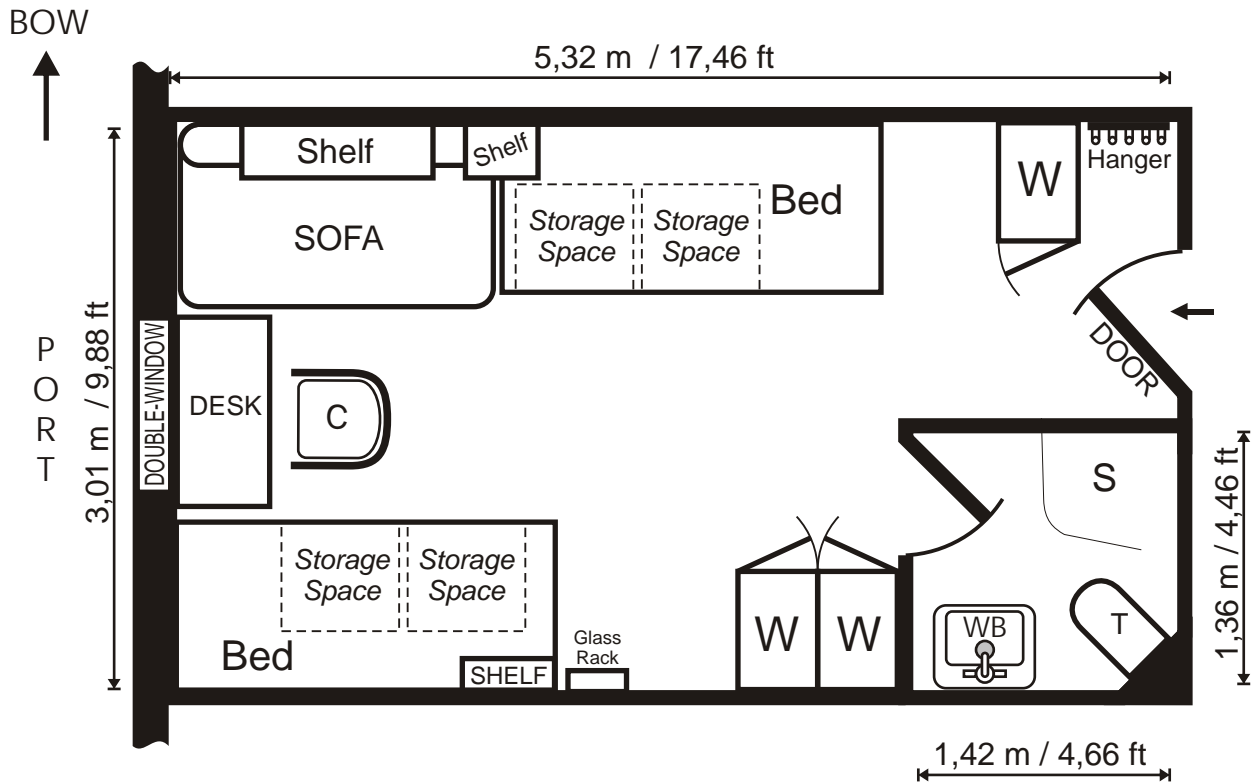 BOW
5,32 m / 17,46 ft
Shelf
Shelf
W
Hanger
Bed
SOFA
Storage
Space
Storage
Space
DOOR
PORT
3,01 m / 9,88 ft
DOUBLE-WINDOW
DESK
C
S
1,36 m / 4,46 ft
Storage
Space
Storage
Space
Bed
SHELF
Glass
Rack
W
W
WB
T
1,42 m / 4,66 ft